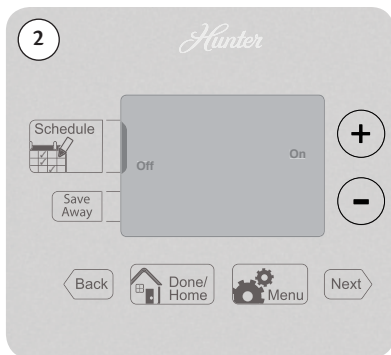 2
Hunter
Schedule
Off
On
+
Save
Away
-
Back
Done/
Home
Menu
Next